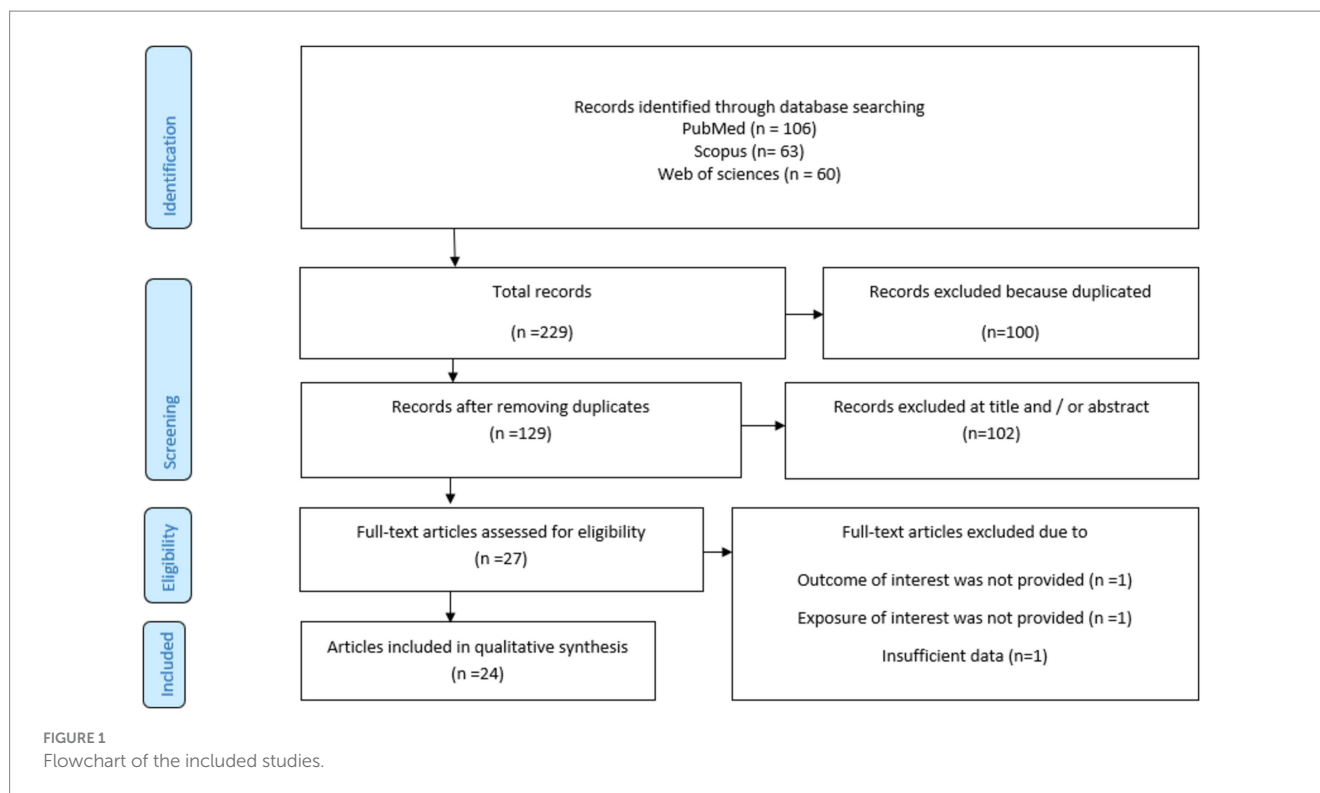 Identification
Records identified through database searching
PubMed (n = 106)
Scopus (n= 63)
Web of sciences (n = 60)
Screening
Total records
(n =229)
Records excluded because duplicated
(n=100)
Records after removing duplicates
(n =129)
Records excluded at title and / or abstract
(n=102)
Eligibility
Full-text articles assessed for eligibility
(n =27)
Full-text articles excluded due to
Outcome of interest was not provided (n =1)
Exposure of interest was not provided (n =1)
Insufficient data (n=1)
Included
Articles included in qualitative synthesis
(n =24)
FIGURE 1
Flowchart of the included studies.